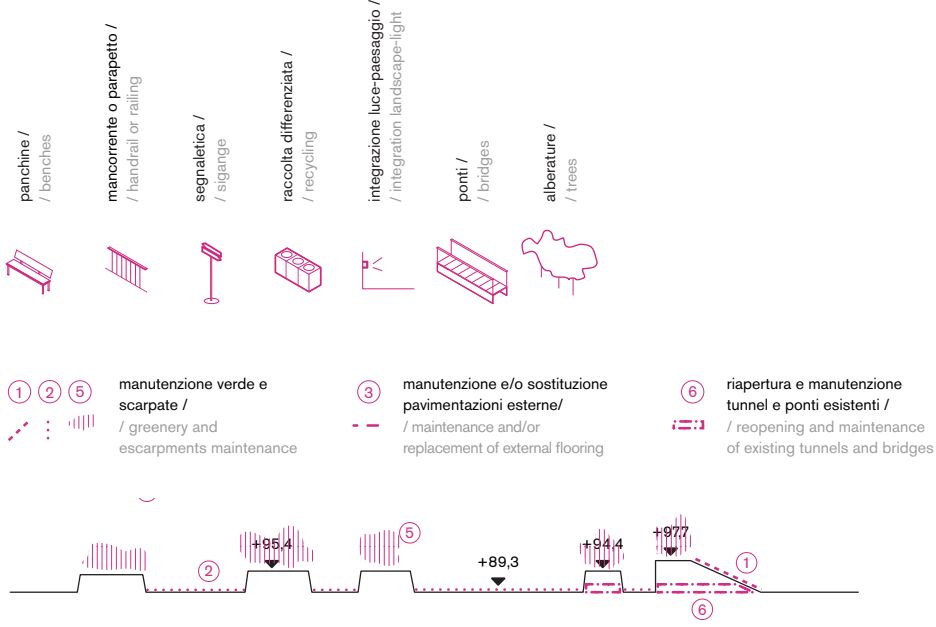 panchine /
/ benches
mancorrente o parapetto /
/ handrail or railing
segnaletica /
/ sigange
raccolta differenziata /
/ recycling
integrazione luce-paesaggio /
/ integration landscape-light
ponti /
/ bridges
alberature /
/ trees
1 2 5
manutenzione verde e
scarpate /
/ greenery and
escarpments maintenance
3
manutenzione e/o sostituzione
pavimentazioni esterne/
/ maintenance and/or
replacement of external flooring
6
riapertura e manutenzione
tunnel e ponti esistenti /
/ reopening and maintenance
of existing tunnels and bridges
2
+95,4
5
+89,3
+94,4
+97,7
1
6